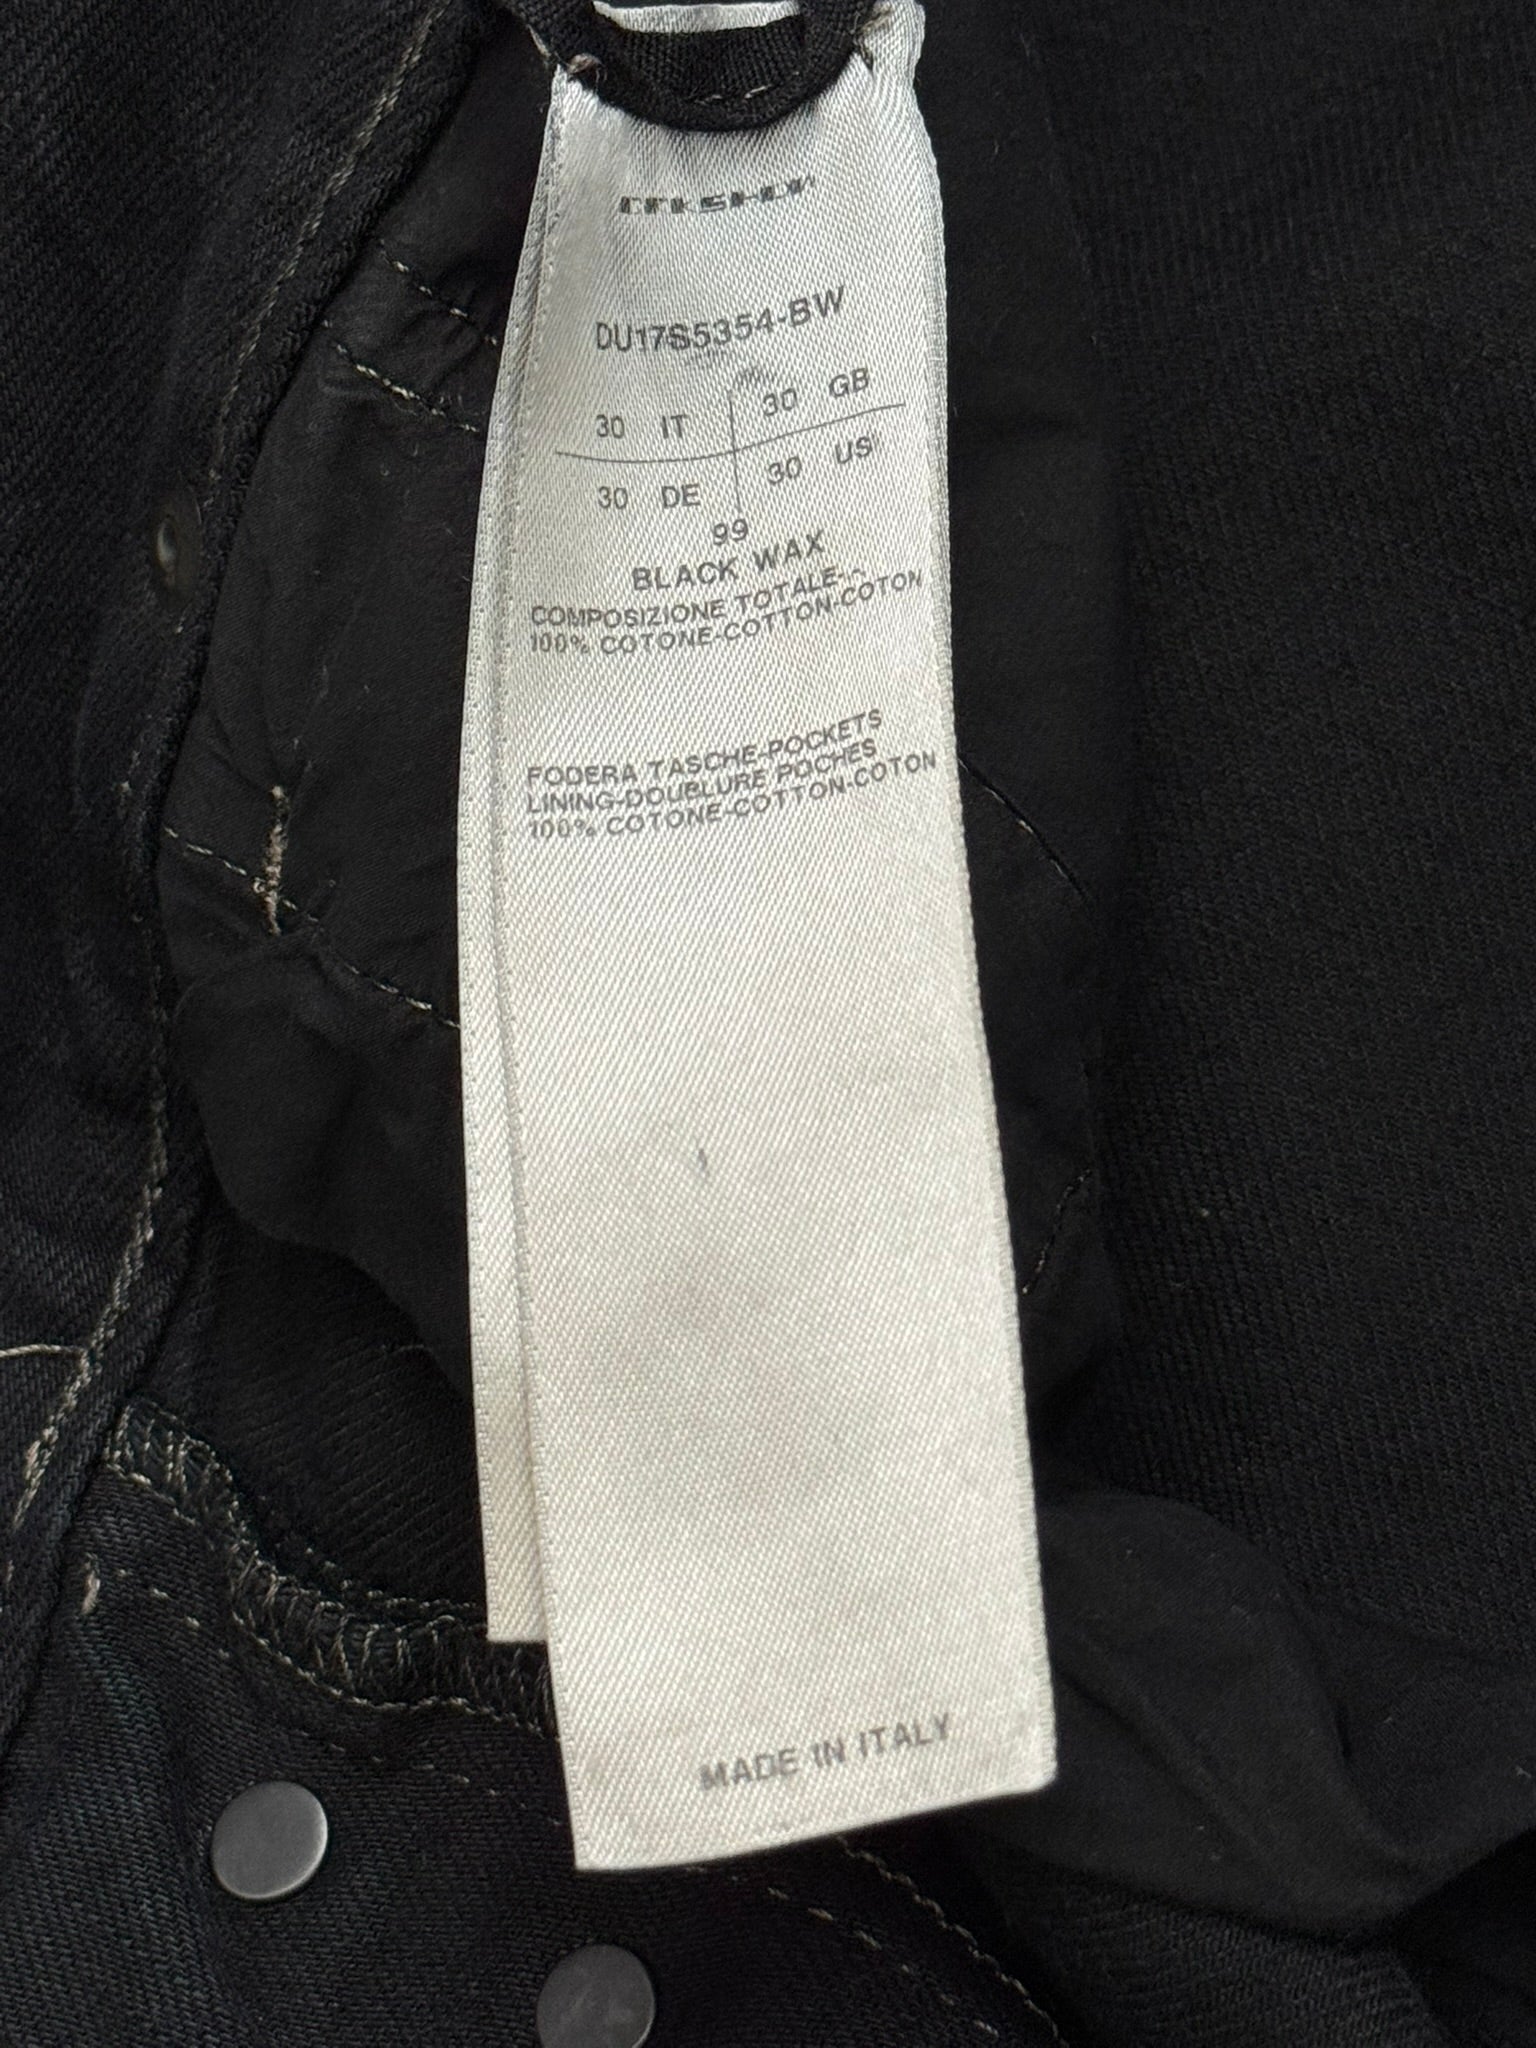 DRKSHDW
DU17S5354-BW
30 IT 30 GB
30 DE 30 US
99
BLACK WAX
COMPOSIZIONE TOTALE-
100% COTONE-COTTON-COTON
FODERA TASCHE-POCKETS
LINING-DOUBLURE POCHES
100% COTONE-COTTON-COTON
MADE IN ITALY